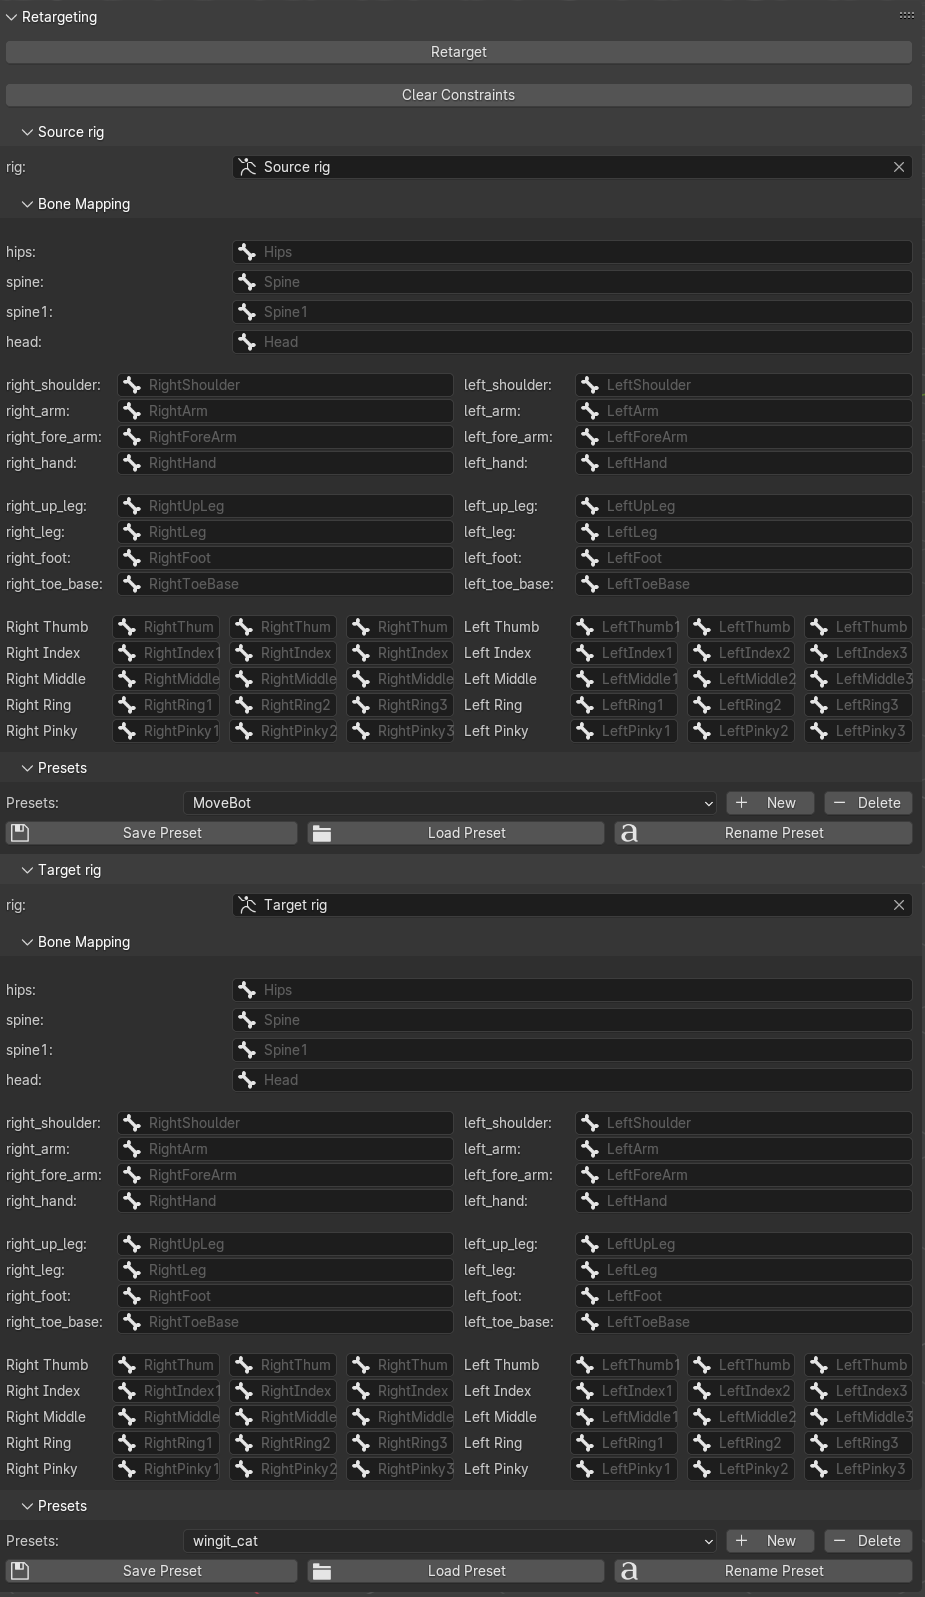 Retargeting
Retarget
Clear Constraints
Source rig
rig: Source rig
Bone Mapping
hips: Hips
spine: Spine
spine1: Spine1
head: Head
right_shoulder: RightShoulder left_shoulder: LeftShoulder
right_arm: RightArm left_arm: LeftArm
right_fore_arm: RightForeArm left_fore_arm: LeftForeArm
right_hand: RightHand left_hand: LeftHand
right_up_leg: RightUpLeg left_up_leg: LeftUpLeg
right_leg: RightLeg left_leg: LeftLeg
right_foot: RightFoot left_foot: LeftFoot
right_toe_base: RightToeBase left_toe_base: LeftToeBase
Right Thumb RightThum RightThum RightThum Left Thumb LeftThumb1 LeftThumb LeftThumb
Right Index RightIndex1 RightIndex RightIndex Left Index LeftIndex1 LeftIndex2 LeftIndex3
Right Middle RightMiddle RightMiddle RightMiddle Left Middle LeftMiddle1 LeftMiddle2 LeftMiddle3
Right Ring RightRing1 RightRing2 RightRing3 Left Ring LeftRing1 LeftRing2 LeftRing3
Right Pinky RightPinky1 RightPinky2 RightPinky3 Left Pinky LeftPinky1 LeftPinky2 LeftPinky3
Presets
Presets: MoveBot New Delete
Save Preset Load Preset a Rename Preset
Target rig
rig: Target rig
Bone Mapping
hips: Hips
spine: Spine
spine1: Spine1
head: Head
right_shoulder: RightShoulder left_shoulder: LeftShoulder
right_arm: RightArm left_arm: LeftArm
right_fore_arm: RightForeArm left_fore_arm: LeftForeArm
right_hand: RightHand left_hand: LeftHand
right_up_leg: RightUpLeg left_up_leg: LeftUpLeg
right_leg: RightLeg left_leg: LeftLeg
right_foot: RightFoot left_foot: LeftFoot
right_toe_base: RightToeBase left_toe_base: LeftToeBase
Right Thumb RightThum RightThum RightThum Left Thumb LeftThumb1 LeftThumb LeftThumb
Right Index RightIndex1 RightIndex RightIndex Left Index LeftIndex1 LeftIndex2 LeftIndex3
Right Middle RightMiddle RightMiddle RightMiddle Left Middle LeftMiddle1 LeftMiddle2 LeftMiddle3
Right Ring RightRing1 RightRing2 RightRing3 Left Ring LeftRing1 LeftRing2 LeftRing3
Right Pinky RightPinky1 RightPinky2 RightPinky3 Left Pinky LeftPinky1 LeftPinky2 LeftPinky3
Presets
Presets: wingit_cat New Delete
Save Preset Load Preset a Rename Preset